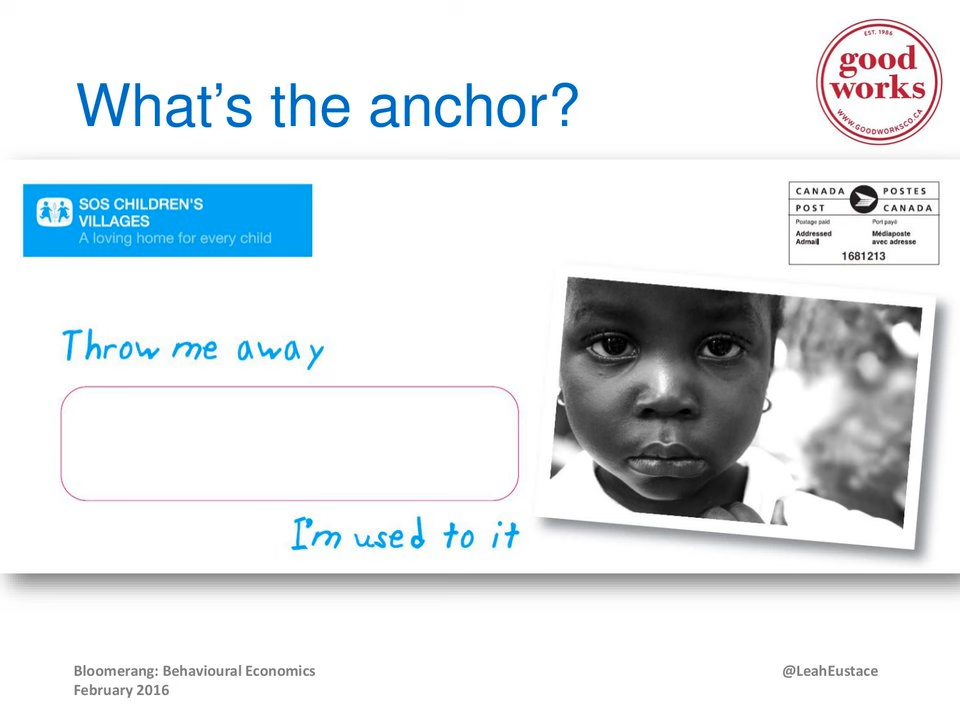 EST. 1986
good
works
WWW.GOODWORKSCO.CA
What's the anchor?
SOS CHILDREN'S
VILLAGES
A loving home for every child
CANADA POSTES
POST CANADA
Postage paid Port payé
Addressed Médiaposte
Admail avec adresse
1681213
Throw me away
I'm used to it
Bloomerang: Behavioural Economics @LeahEustace
February 2016